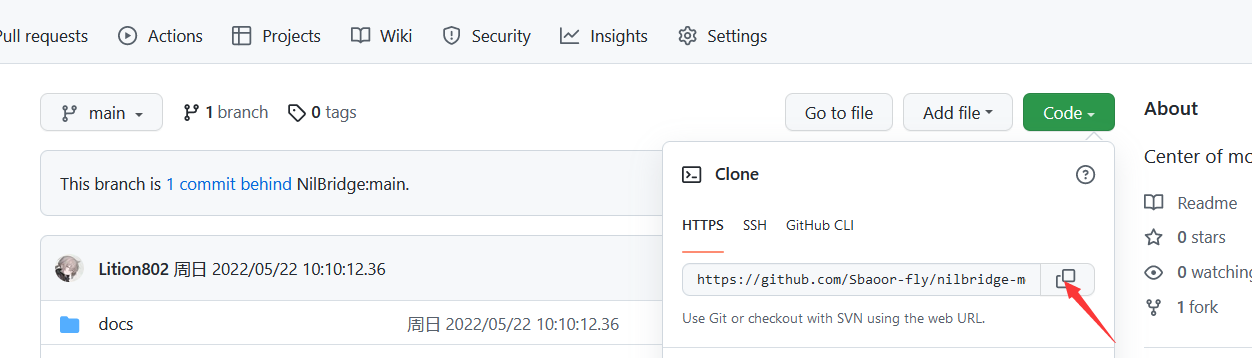 Pull requests Actions Projects Wiki Security Insights Settings
main 1 branch 0 tags Go to file Add file Code
About
This branch is 1 commit behind NilBridge:main.
Clone
Center of mo
HTTPS SSH GitHub CLI
Readme
0 stars
Lition802 周日 2022/05/22 10:10:12.36
https://github.com/Sbaoor-fly/nilbridge-m
0 watching
1 fork
docs 周日 2022/05/22 10:10:12.36
Use Git or checkout with SVN using the web URL.